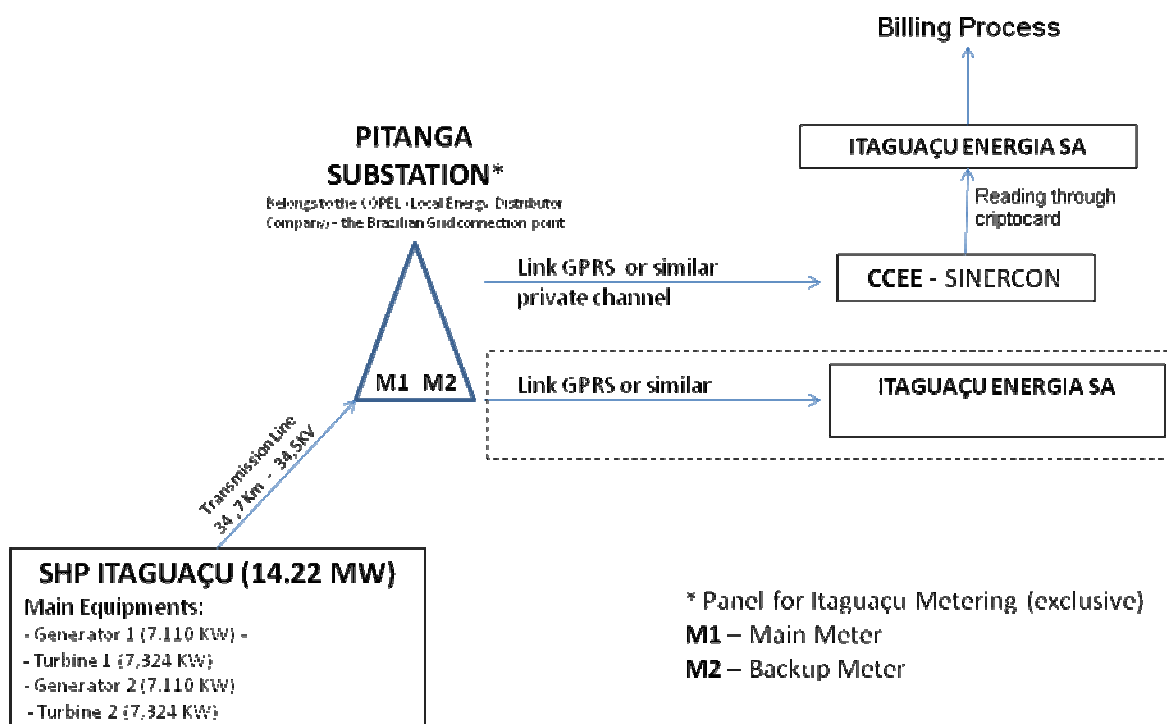 Billing Process
ITAGUAÇU ENERGIA SA
Reading through
criptocard
CCEE - SINERCON
PITANGA
SUBSTATION*
Belongs to the COPEL (Local Energy Distributor
Company) - the Brazilian Grid connection point
Link GPRS or similar
private channel
M1 M2
Link GPRS or similar
ITAGUAÇU ENERGIA SA
Transmission Line
34,7 Km - 34,5KV
SHP ITAGUAÇU (14.22 MW)
Main Equipments:
- Generator 1 (7.110 KW) -
- Turbine 1 (7,324 KW)
- Generator 2 (7.110 KW)
- Turbine 2 (7,324 KW)
* Panel for Itaguaçu Metering (exclusive)
M1 – Main Meter
M2 – Backup Meter